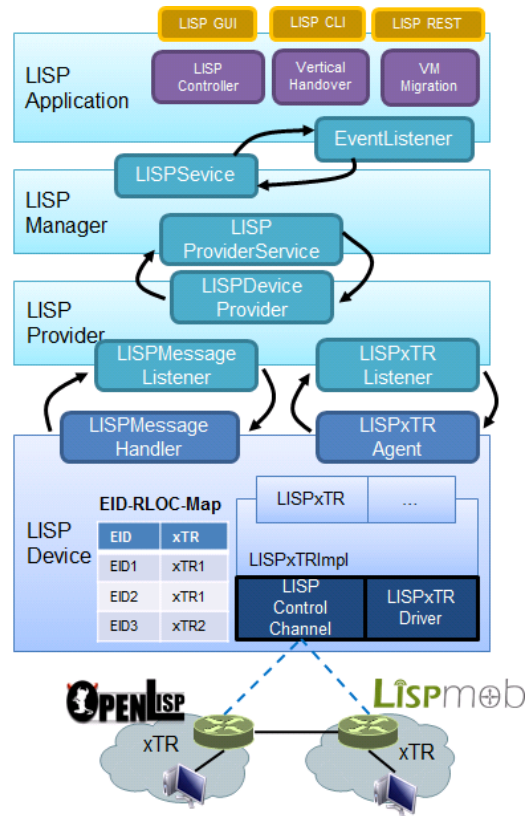 LISP GUI
LISP CLI
LISP REST
LISP
Application
LISP
Controller
Vertical
Handover
VM
Migration
EventListener
LISPSevice
LISP
Manager
LISP
ProviderService
LISPDevice
Provider
LISP
Provider
LISPMessage
Listener
LISPxTR
Listener
LISPMessage
Handler
LISPxTR
Agent
LISP
Device
EID-RLOC-Map
EID xTR
EID1 xTR1
EID2 xTR1
EID3 xTR2
LISPxTR ...
LISPxTRImpl
LISP
Control
Channel
LISPxTR
Driver
OPENLISP
LISPmob
xTR
xTR